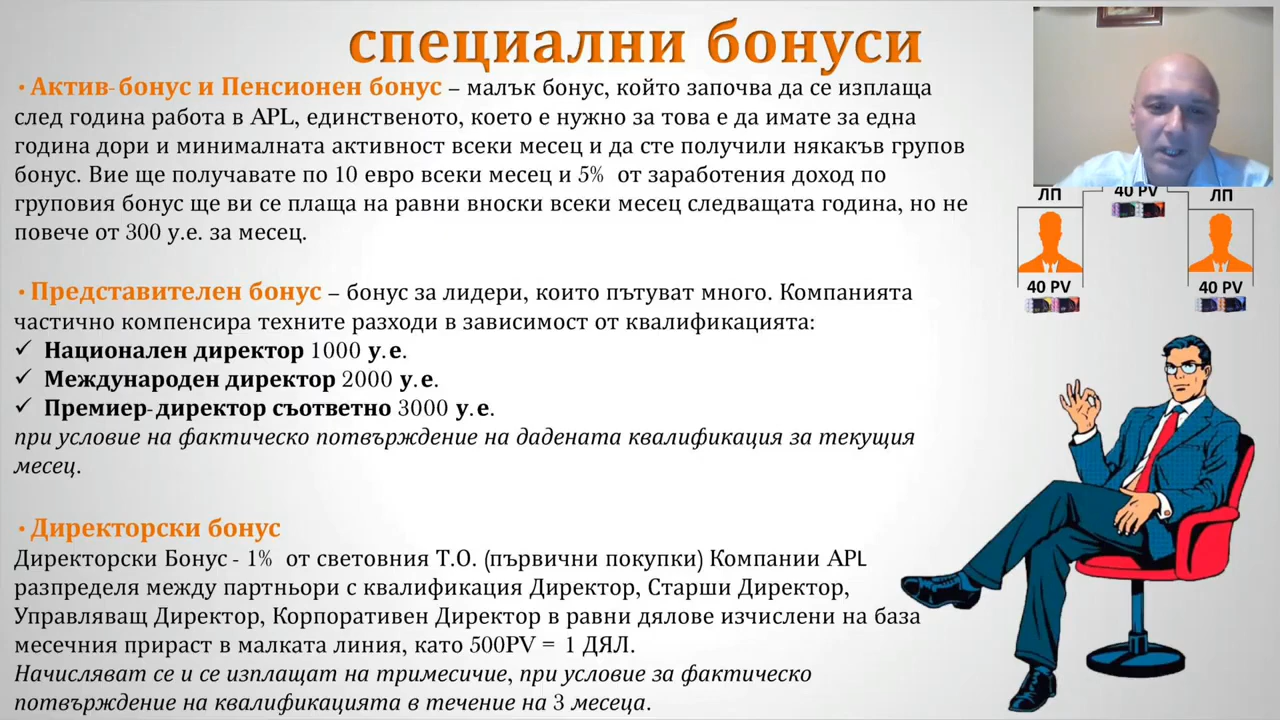 специални бонуси
• Актив-бонус и Пенсионен бонус – малък бонус, който започва да се изплаща
след година работа в APL, единственото, което е нужно за това е да имате за една
година дори и минималната активност всеки месец и да сте получили някакъв групов
бонус. Вие ще получавате по 10 евро всеки месец и 5% от заработения доход по
груповия бонус ще ви се плаща на равни вноски всеки месец следващата година, но не
повече от 300 у.е. за месец.
• Представителен бонус – бонус за лидери, които пътуват много. Компанията
частично компенсира техните разходи в зависимост от квалификацията:
✓ Национален директор 1000 у.е.
✓ Международен директор 2000 у.е.
✓ Премиер-директор съответно 3000 у.е.
при условие на фактическо потвърждение на дадената квалификация за текущия
месец.
• Директорски бонус
Директорски Бонус - 1% от световния Т.О. (първични покупки) Компании APL
разпределя между партньори с квалификация Директор, Старши Директор,
Управляващ Директор, Корпоративен Директор в равни дялове изчислени на база
месечния прираст в малката линия, като 500PV = 1 ДЯЛ.
Начисляват се и се изплащат на тримесечие, при условие за фактическо
потвърждение на квалификацията в течение на 3 месеца.
40 PV
ЛП
ЛП
40 PV
40 PV